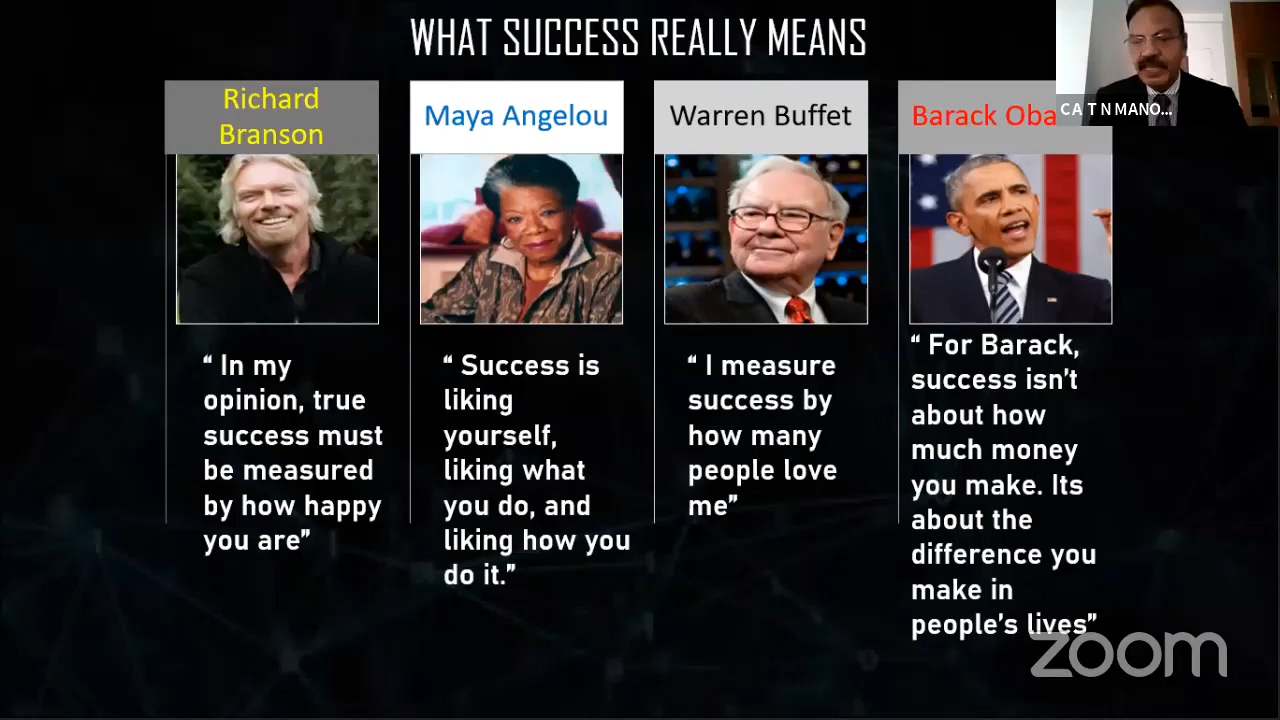 WHAT SUCCESS REALLY MEANS
C A T N MANO...
Richard
Branson
Maya Angelou
Warren Buffet
Barack Oba
“ In my
opinion, true
success must
be measured
by how happy
you are”
“ Success is
liking
yourself,
liking what
you do, and
liking how you
do it.”
“ I measure
success by
how many
people love
me”
“ For Barack,
success isn’t
about how
much money
you make. Its
about the
difference you
make in
people’s lives”
zoom